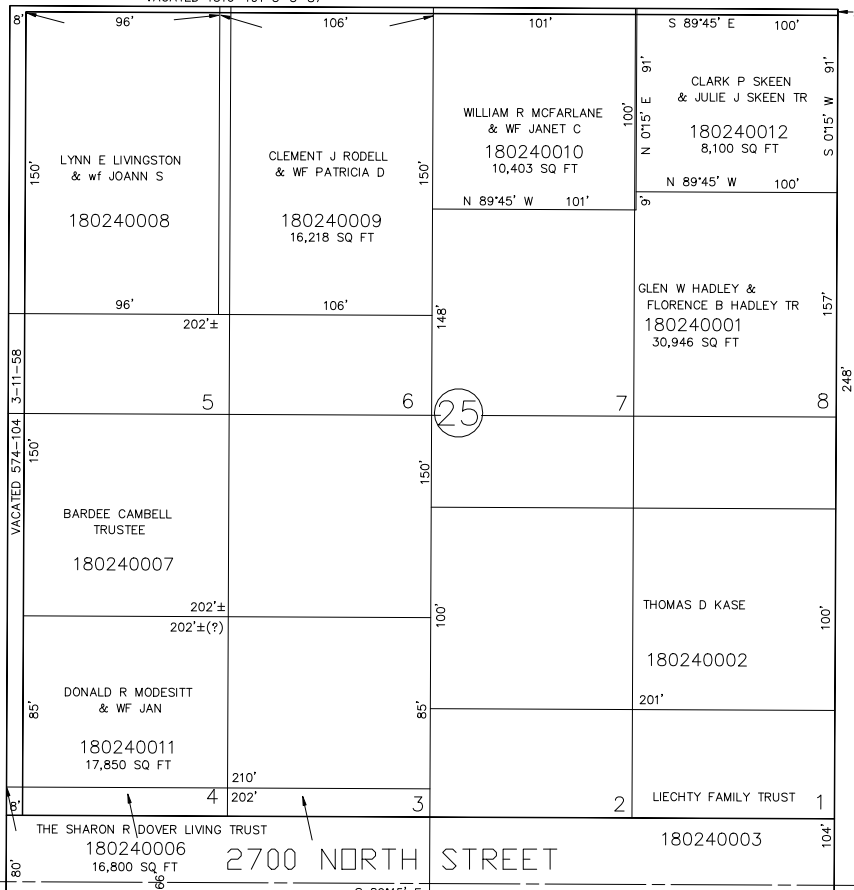 8'
96'
106'
101'
S 89°45' E 100'
150'
LYNN E LIVINGSTON
& wf JOANN S
180240008
CLEMENT J RODELL
& WF PATRICIA D
180240009
16,218 SQ FT
150'
WILLIAM R MCFARLANE
& WF JANET C
180240010
10,403 SQ FT
100'
N 89°45' W 101'
N 0°15' E 91'
CLARK P SKEEN
& JULIE J SKEEN TR
180240012
8,100 SQ FT
S 0°15' W 91'
N 89°45' W 100'
9'
96'
106'
202'±
148'
GLEN W HADLEY &
FLORENCE B HADLEY TR
180240001
30,946 SQ FT
157'
248'
VACATED 574-104 3-11-58
5
6
25
7
8
150'
150'
BARDEE CAMBELL
TRUSTEE
180240007
202'±
202'±(?)
100'
THOMAS D KASE
180240002
100'
201'
85'
DONALD R MODESITT
& WF JAN
180240011
17,850 SQ FT
85'
210'
8'
4
202'
3
2
LIECHTY FAMILY TRUST
1
THE SHARON R DOVER LIVING TRUST
180240006
16,800 SQ FT
80'
66'
2700 NORTH STREET
180240003
104'